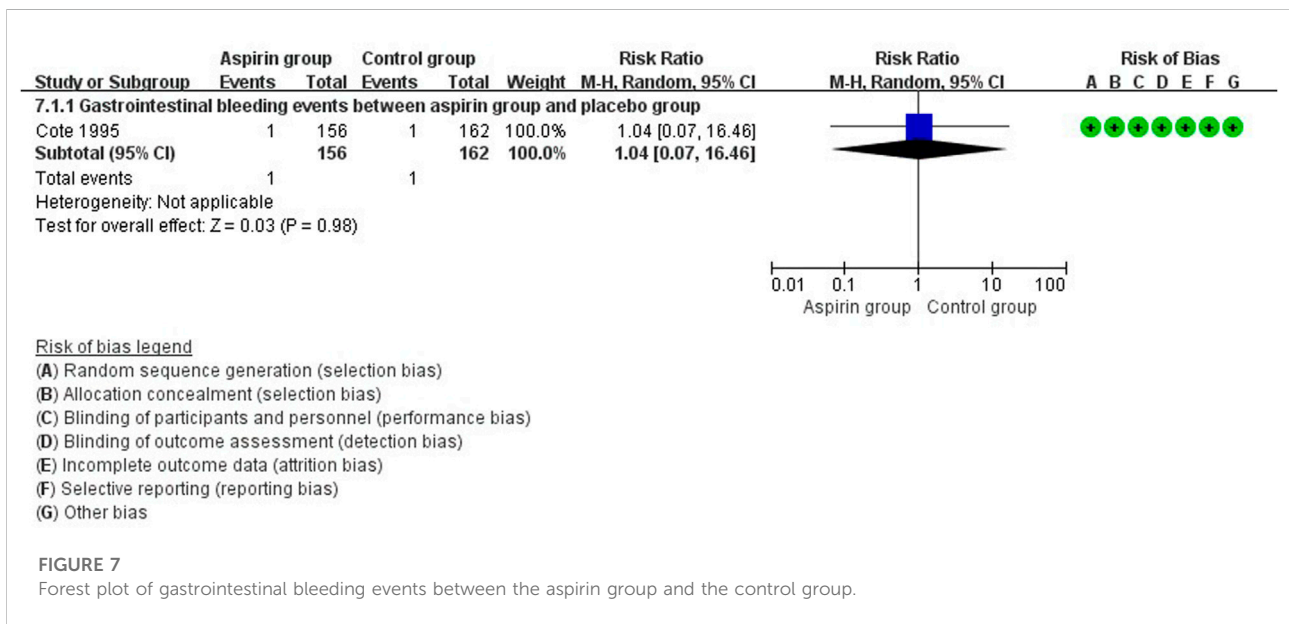 Aspirin group Control group Risk Ratio Risk Ratio Risk of Bias
Study or Subgroup Events Total Events Total Weight M-H, Random, 95% CI M-H, Random, 95% CI A B C D E F G
7.1.1 Gastrointestinal bleeding events between aspirin group and placebo group
Cote 1995 1 156 1 162 100.0% 1.04 [0.07, 16.46] + + + + + + +
Subtotal (95% CI) 156 162 100.0% 1.04 [0.07, 16.46]
Total events 1 1
Heterogeneity: Not applicable
Test for overall effect: Z = 0.03 (P = 0.98)
0.01 0.1 1 10 100
Aspirin group Control group
Risk of bias legend
(A) Random sequence generation (selection bias)
(B) Allocation concealment (selection bias)
(C) Blinding of participants and personnel (performance bias)
(D) Blinding of outcome assessment (detection bias)
(E) Incomplete outcome data (attrition bias)
(F) Selective reporting (reporting bias)
(G) Other bias
FIGURE 7
Forest plot of gastrointestinal bleeding events between the aspirin group and the control group.